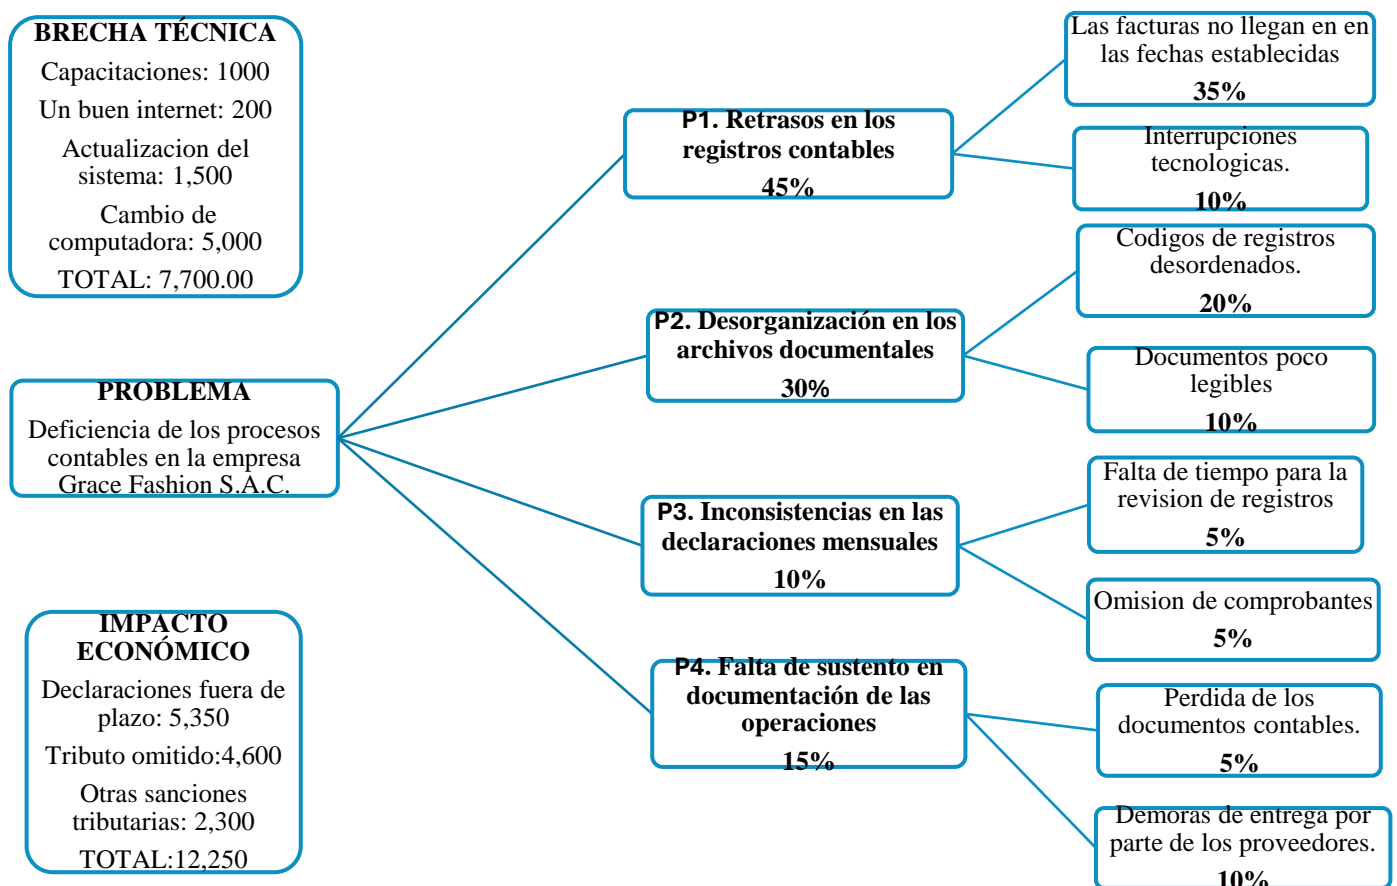 BRECHA TÉCNICA
Capacitaciones: 1000
Un buen internet: 200
Actualizacion del
sistema: 1,500
Cambio de
computadora: 5,000
TOTAL: 7,700.00
PROBLEMA
Deficiencia de los procesos
contables en la empresa
Grace Fashion S.A.C.
IMPACTO
ECONÓMICO
Declaraciones fuera de
plazo: 5,350
Tributo omitido:4,600
Otras sanciones
tributarias: 2,300
TOTAL:12,250
P1. Retrasos en los
registros contables
45%
P2. Desorganización en los
archivos documentales
30%
P3. Inconsistencias en las
declaraciones mensuales
10%
P4. Falta de sustento en
documentación de las
operaciones
15%
Las facturas no llegan en en
las fechas establecidas
35%
Interrupciones
tecnologicas.
10%
Codigos de registros
desordenados.
20%
Documentos poco
legibles
10%
Falta de tiempo para la
revision de registros
5%
Omision de comprobantes
5%
Perdida de los
documentos contables.
5%
Demoras de entrega por
parte de los proveedores.
10%